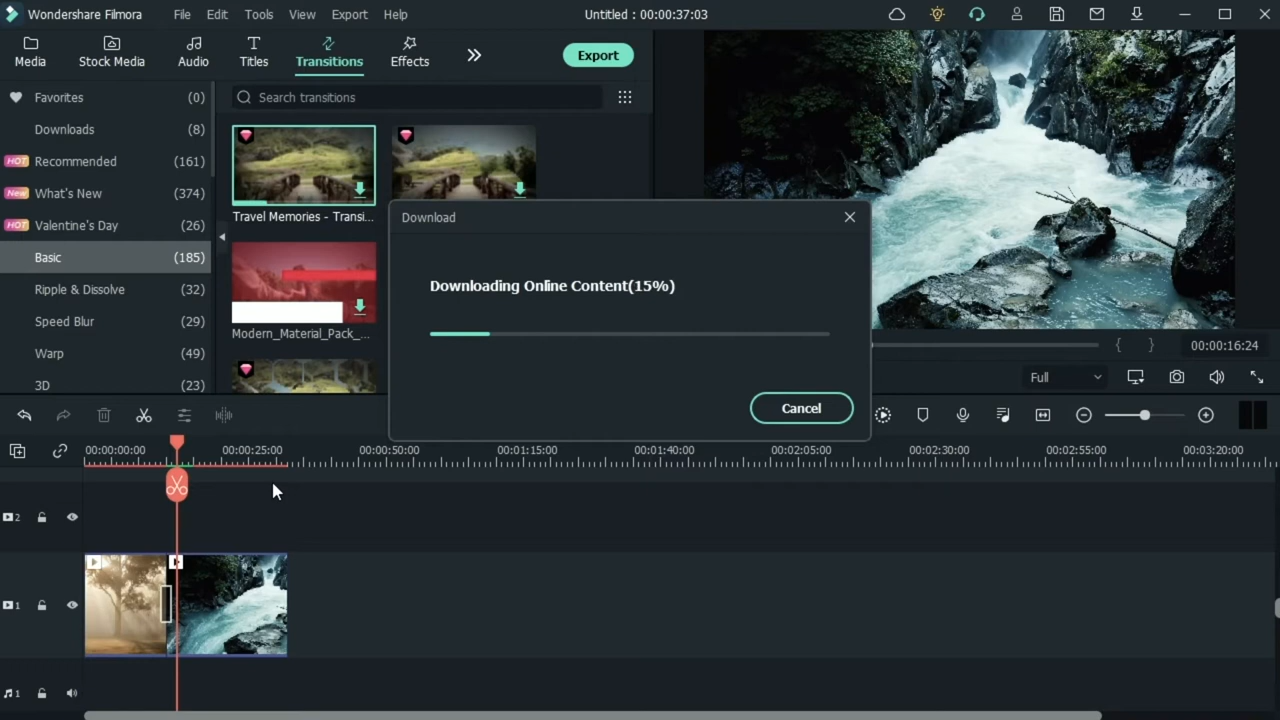 Wondershare Filmora File Edit Tools View Export Help Untitled : 00:00:37:03
Media Stock Media Audio Titles Transitions Effects Export
Favorites (0)
Downloads (8)
HOT Recommended (161)
New What's New (374)
HOT Valentine's Day (26)
Basic (185)
Ripple & Dissolve (32)
Speed Blur (29)
Warp (49)
3D (23)
Search transitions
Travel Memories - Transi...
Modern_Material_Pack_...
Download
Downloading Online Content(15%)
Cancel
{ } 00:00:16:24
Full
00:00:00:00 00:00:25:00 00:00:50:00 00:01:15:00 00:01:40:00 00:02:05:00 00:02:30:00 00:02:55:00 00:03:20:00
2
1
1